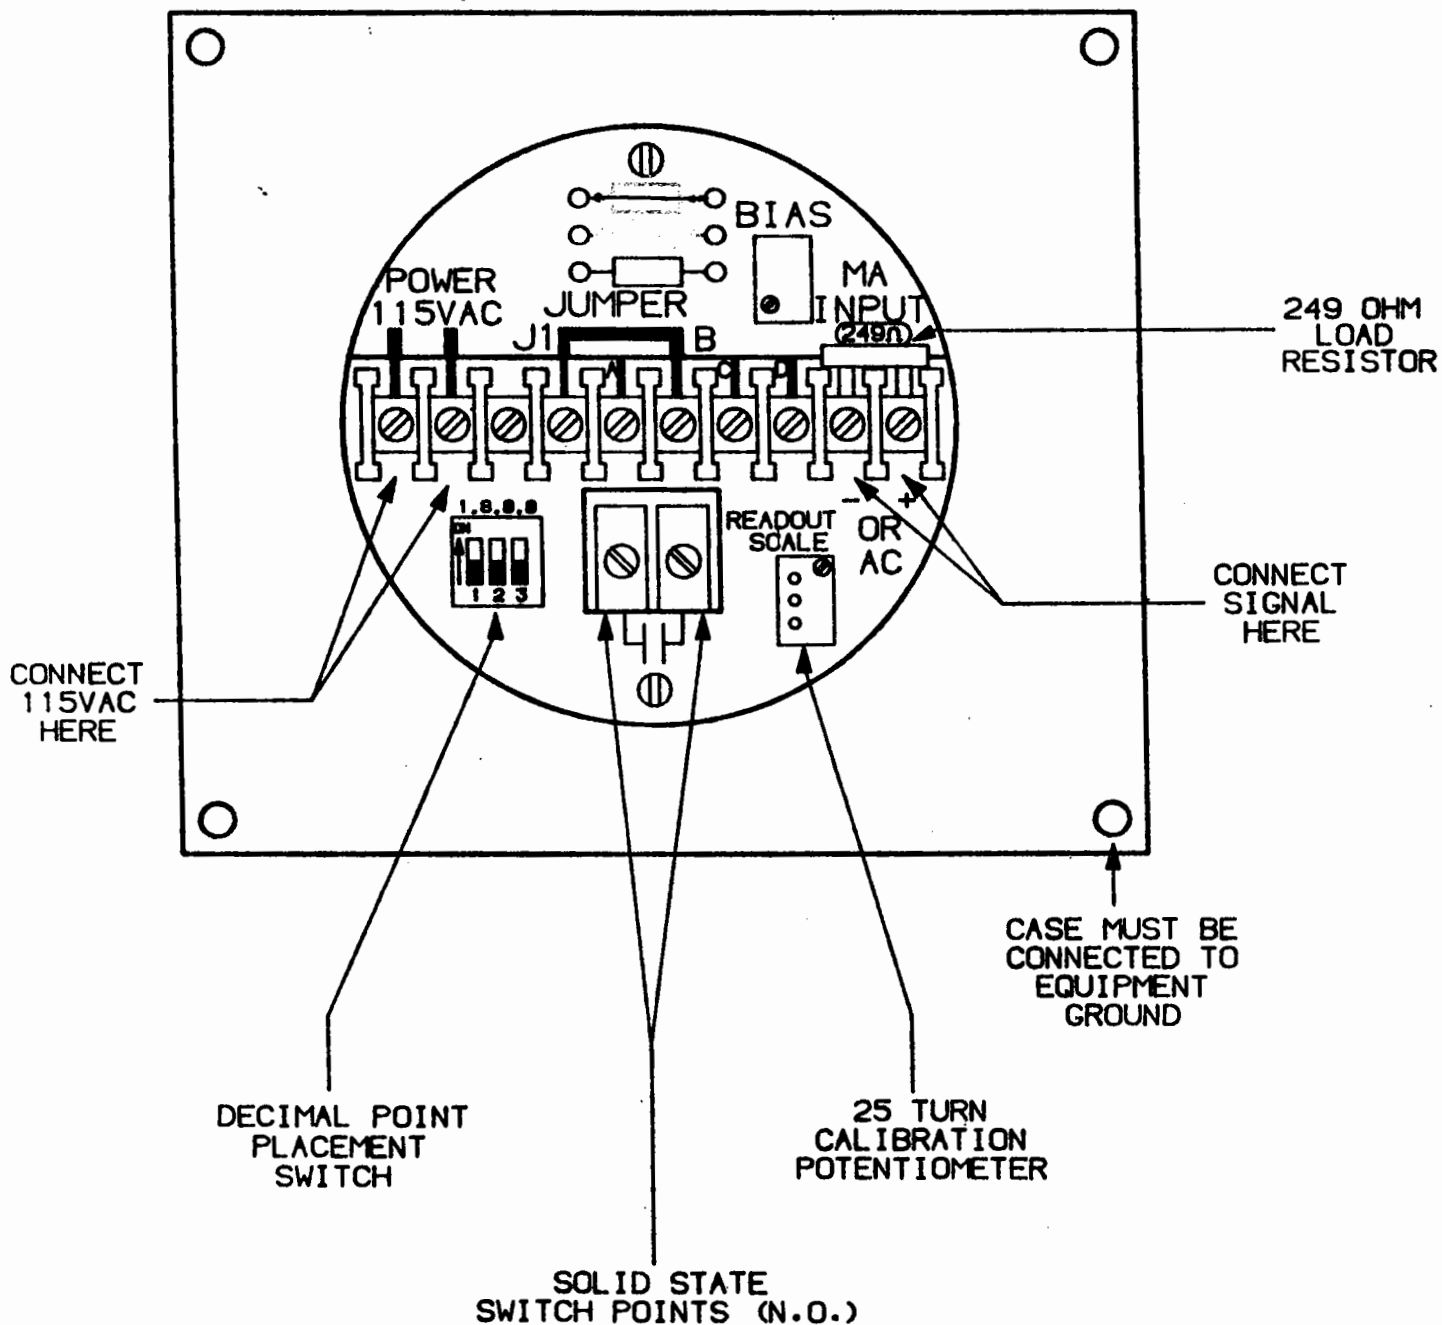 BIAS
POWER
115VAC
JUMPER
J1
B
MA
INPUT
249Ω
249 OHM
LOAD
RESISTOR
A
C
D
1.8.8.8
ON
1 2 3
READOUT
SCALE
- +
OR
AC
CONNECT
SIGNAL
HERE
CONNECT
115VAC
HERE
CASE MUST BE
CONNECTED TO
EQUIPMENT
GROUND
DECIMAL POINT
PLACEMENT
SWITCH
25 TURN
CALIBRATION
POTENTIOMETER
SOLID STATE
SWITCH POINTS (N.O.)